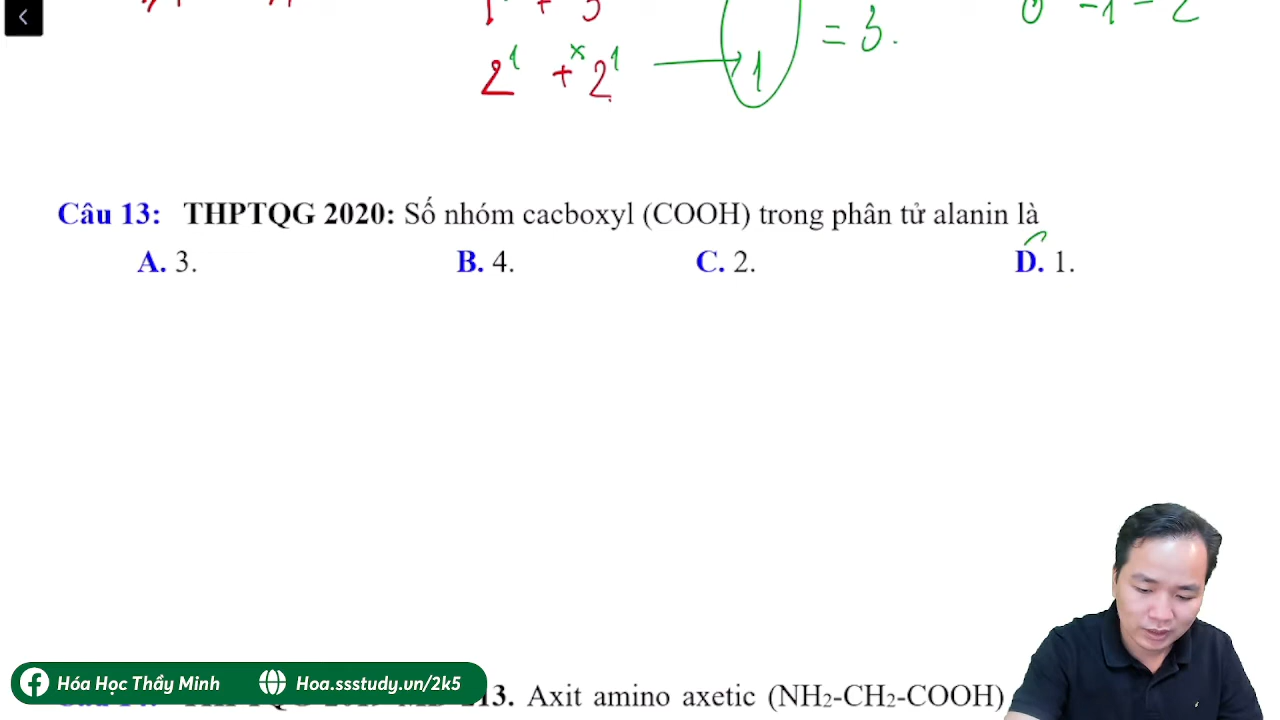 = 3.
2¹ + ˣ2¹ → 1
Câu 13: THPTQG 2020: Số nhóm cacboxyl (COOH) trong phân tử alanin là
A. 3. B. 4. C. 2. D. 1.
13. Axit amino axetic (NH₂-CH₂-COOH)
Hóa Học Thầy Minh Hoa.ssstudy.vn/2k5